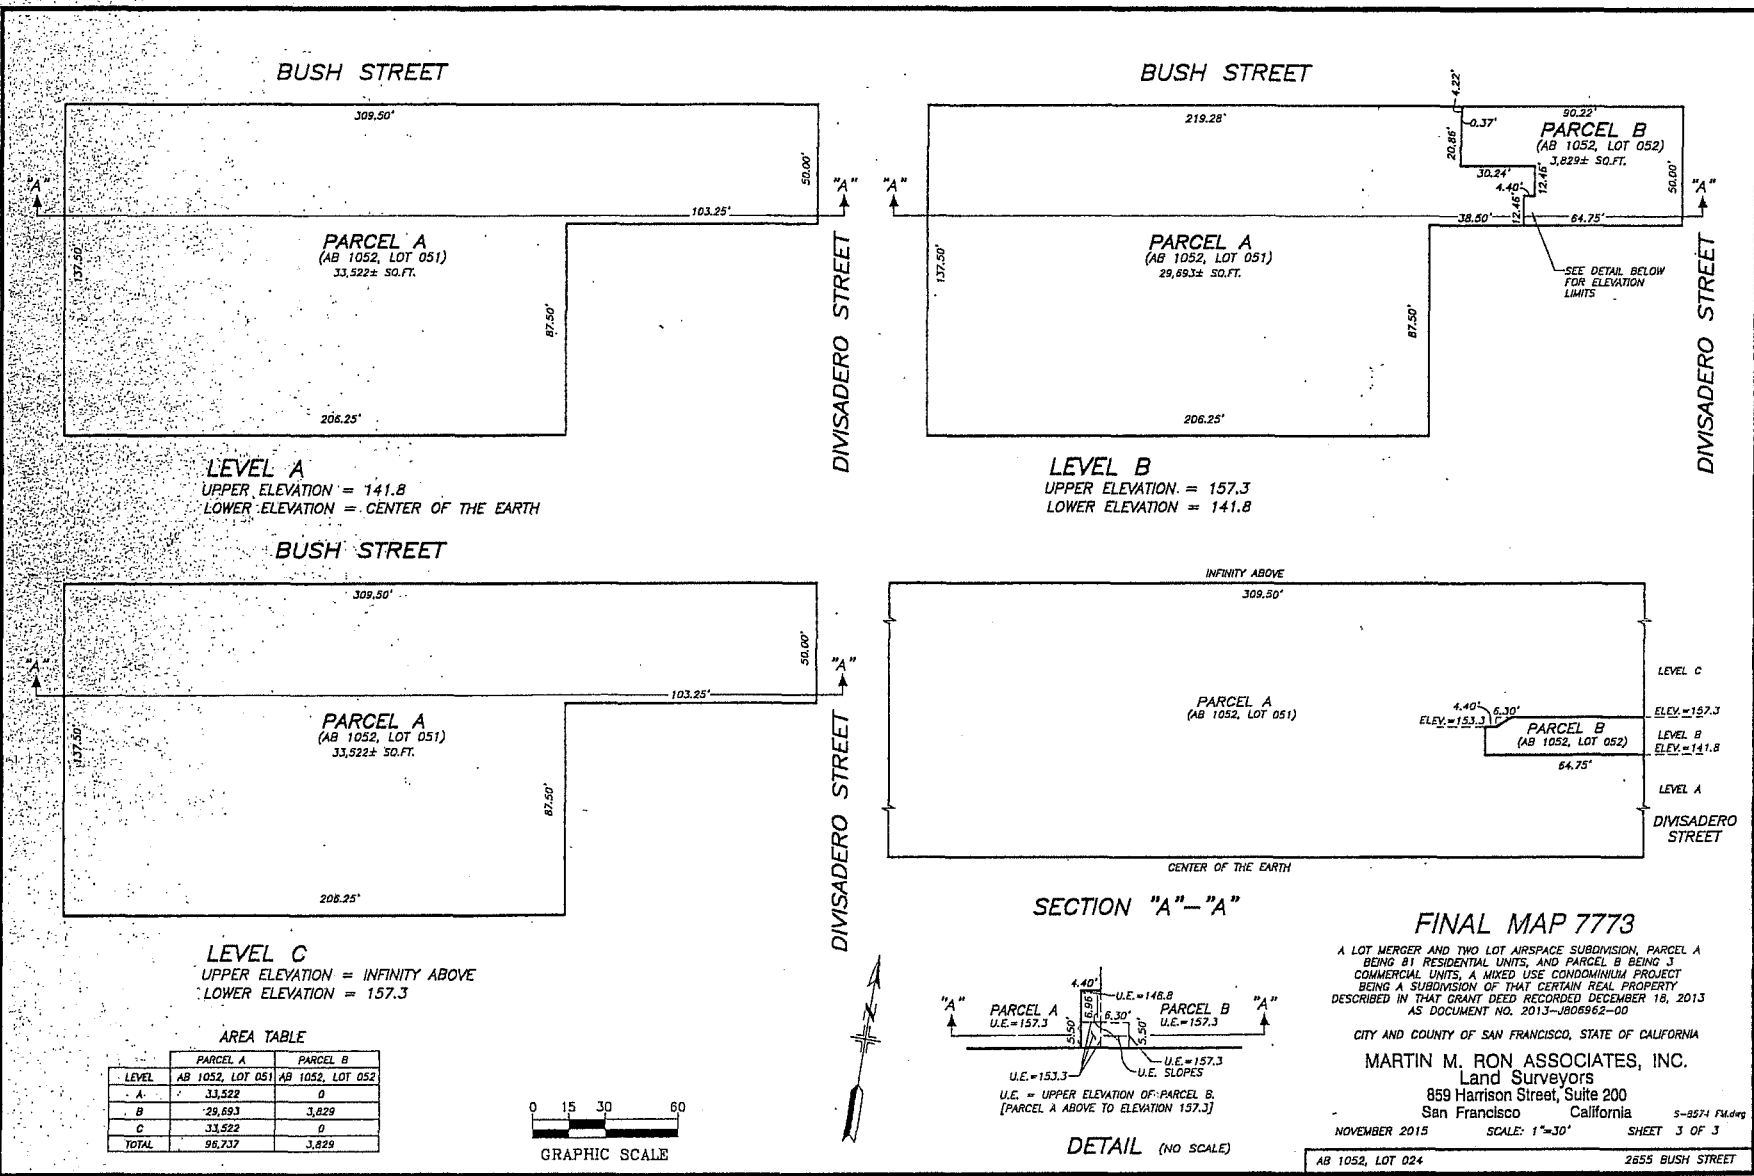 BUSH STREET
309.50'
50.00'
"A"
"A"
103.25'
137.50'
PARCEL A
(AB 1052, LOT 051)
33,522± SQ.FT.
87.50'
206.25'
DIVISADERO STREET
LEVEL A
UPPER ELEVATION = 141.8
LOWER ELEVATION = CENTER OF THE EARTH
BUSH STREET
219.28'
4.22'
0.37'
90.22'
PARCEL B
(AB 1052, LOT 052)
3,829± SQ.FT.
20.86'
30.24'
12.46'
4.40'
12.46'
50.00'
"A"
"A"
38.50'
64.75'
137.50'
PARCEL A
(AB 1052, LOT 051)
29,693± SQ.FT.
SEE DETAIL BELOW
FOR ELEVATION
LIMITS
87.50'
206.25'
DIVISADERO STREET
LEVEL B
UPPER ELEVATION = 157.3
LOWER ELEVATION = 141.8
BUSH STREET
309.50'
50.00'
"A"
"A"
103.25'
137.50'
PARCEL A
(AB 1052, LOT 051)
33,522± SQ.FT.
87.50'
206.25'
DIVISADERO STREET
LEVEL C
UPPER ELEVATION = INFINITY ABOVE
LOWER ELEVATION = 157.3
INFINITY ABOVE
309.50'
LEVEL C
PARCEL A
(AB 1052, LOT 051)
4.40'
6.30'
ELEV.=153.3
ELEV.=157.3
PARCEL B
(AB 1052, LOT 052)
LEVEL B
ELEV.=141.8
64.75'
LEVEL A
DIVISADERO
STREET
CENTER OF THE EARTH
SECTION "A"-"A"
AREA TABLE
PARCEL A PARCEL B
LEVEL AB 1052, LOT 051 AB 1052, LOT 052
A 33,522 0
B 29,693 3,829
C 33,522 0
TOTAL 96,737 3,829
0 15 30 60
GRAPHIC SCALE
4.40'
U.E.=146.8
"A"
PARCEL A
U.E.=157.3
6.96'
5.50'
6.30'
5.50'
PARCEL B
U.E.=157.3
"A"
U.E.=157.3
U.E.=153.3
U.E. SLOPES
U.E. = UPPER ELEVATION OF PARCEL B.
[PARCEL A ABOVE TO ELEVATION 157.3]
DETAIL (NO SCALE)
FINAL MAP 7773
A LOT MERGER AND TWO LOT AIRSPACE SUBDIVISION, PARCEL A
BEING 81 RESIDENTIAL UNITS, AND PARCEL B BEING 3
COMMERCIAL UNITS, A MIXED USE CONDOMINIUM PROJECT
BEING A SUBDIVISION OF THAT CERTAIN REAL PROPERTY
DESCRIBED IN THAT GRANT DEED RECORDED DECEMBER 18, 2013
AS DOCUMENT NO. 2013-J806962-00
CITY AND COUNTY OF SAN FRANCISCO, STATE OF CALIFORNIA
MARTIN M. RON ASSOCIATES, INC.
Land Surveyors
859 Harrison Street, Suite 200
San Francisco California
S-8574 FM.dwg
NOVEMBER 2015 SCALE: 1"=30' SHEET 3 OF 3
AB 1052, LOT 024 2655 BUSH STREET